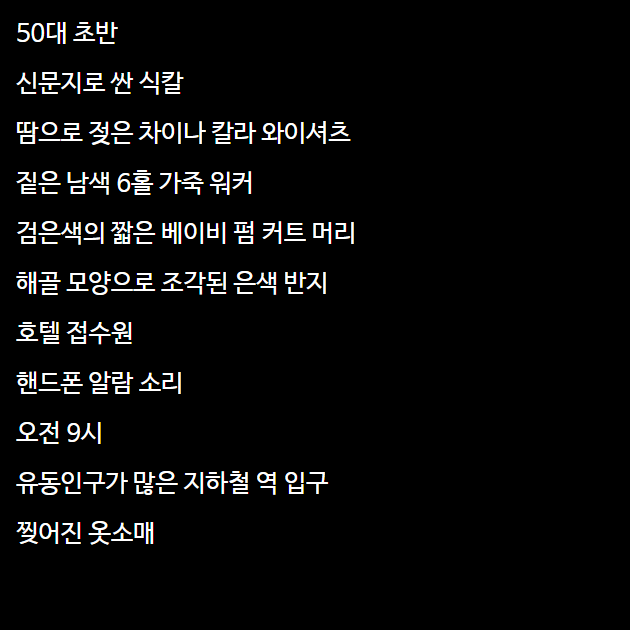 50대 초반
신문지로 싼 식칼
땀으로 젖은 차이나 칼라 와이셔츠
짙은 남색 6홀 가죽 워커
검은색의 짧은 베이비 펌 커트 머리
해골 모양으로 조각된 은색 반지
호텔 접수원
핸드폰 알람 소리
오전 9시
유동인구가 많은 지하철 역 입구
찢어진 옷소매